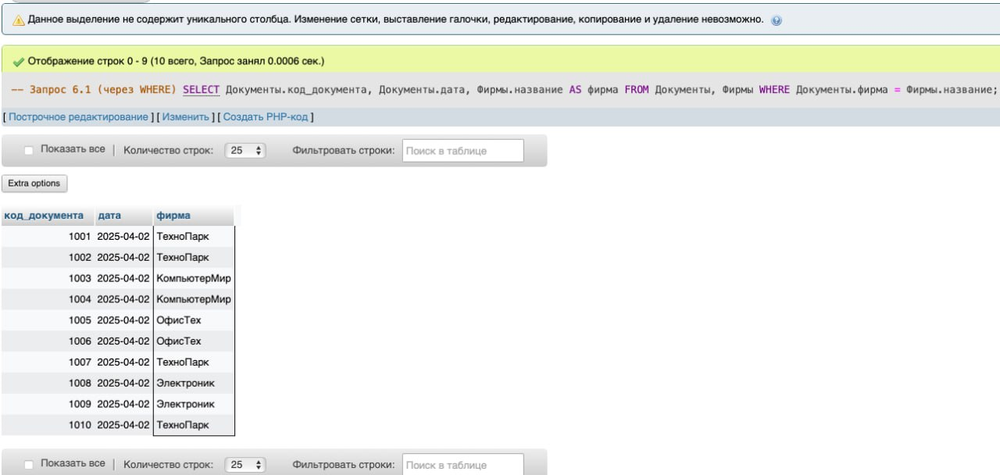 Данное выделение не содержит уникального столбца. Изменение сетки, выставление галочки, редактирование, копирование и удаление невозможно.
Отображение строк 0 - 9 (10 всего, Запрос занял 0.0006 сек.)
-- Запрос 6.1 (через WHERE) SELECT Документы.код_документа, Документы.дата, Фирмы.название AS фирма FROM Документы, Фирмы WHERE Документы.фирма = Фирмы.название;
[ Построчное редактирование ] [ Изменить ] [ Создать PHP-код ]
Показать все | Количество строк: 25 Фильтровать строки: Поиск в таблице
Extra options
код_документа дата фирма
1001 2025-04-02 ТехноПарк
1002 2025-04-02 ТехноПарк
1003 2025-04-02 КомпьютерМир
1004 2025-04-02 КомпьютерМир
1005 2025-04-02 ОфисТех
1006 2025-04-02 ОфисТех
1007 2025-04-02 ТехноПарк
1008 2025-04-02 Электроник
1009 2025-04-02 Электроник
1010 2025-04-02 ТехноПарк
Показать все | Количество строк: 25 Фильтровать строки: Поиск в таблице